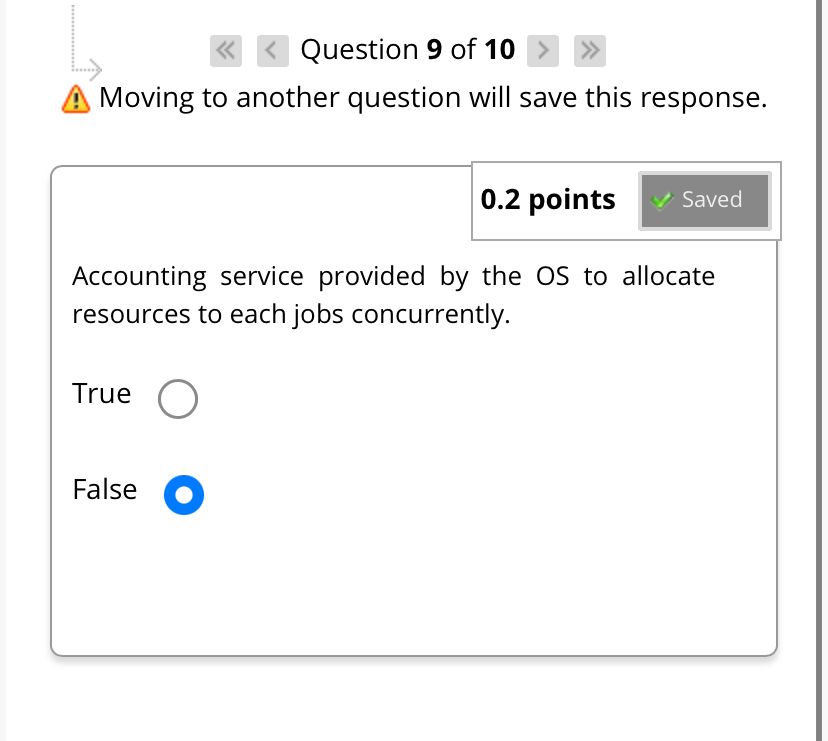 Question 9 of 10
Moving to another question will save this response.
0.2 points
Saved
Accounting service provided by the OS to allocate
resources to each jobs concurrently.
True
False